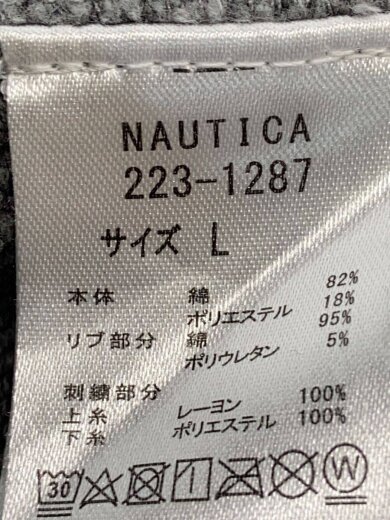 NAUTICA
223-1287
サイズ L
本体 綿 82%
ポリエステル 18%
リブ部分 綿 95%
ポリウレタン 5%
刺繍部分
上糸 レーヨン 100%
下糸 ポリエステル 100%
30 W